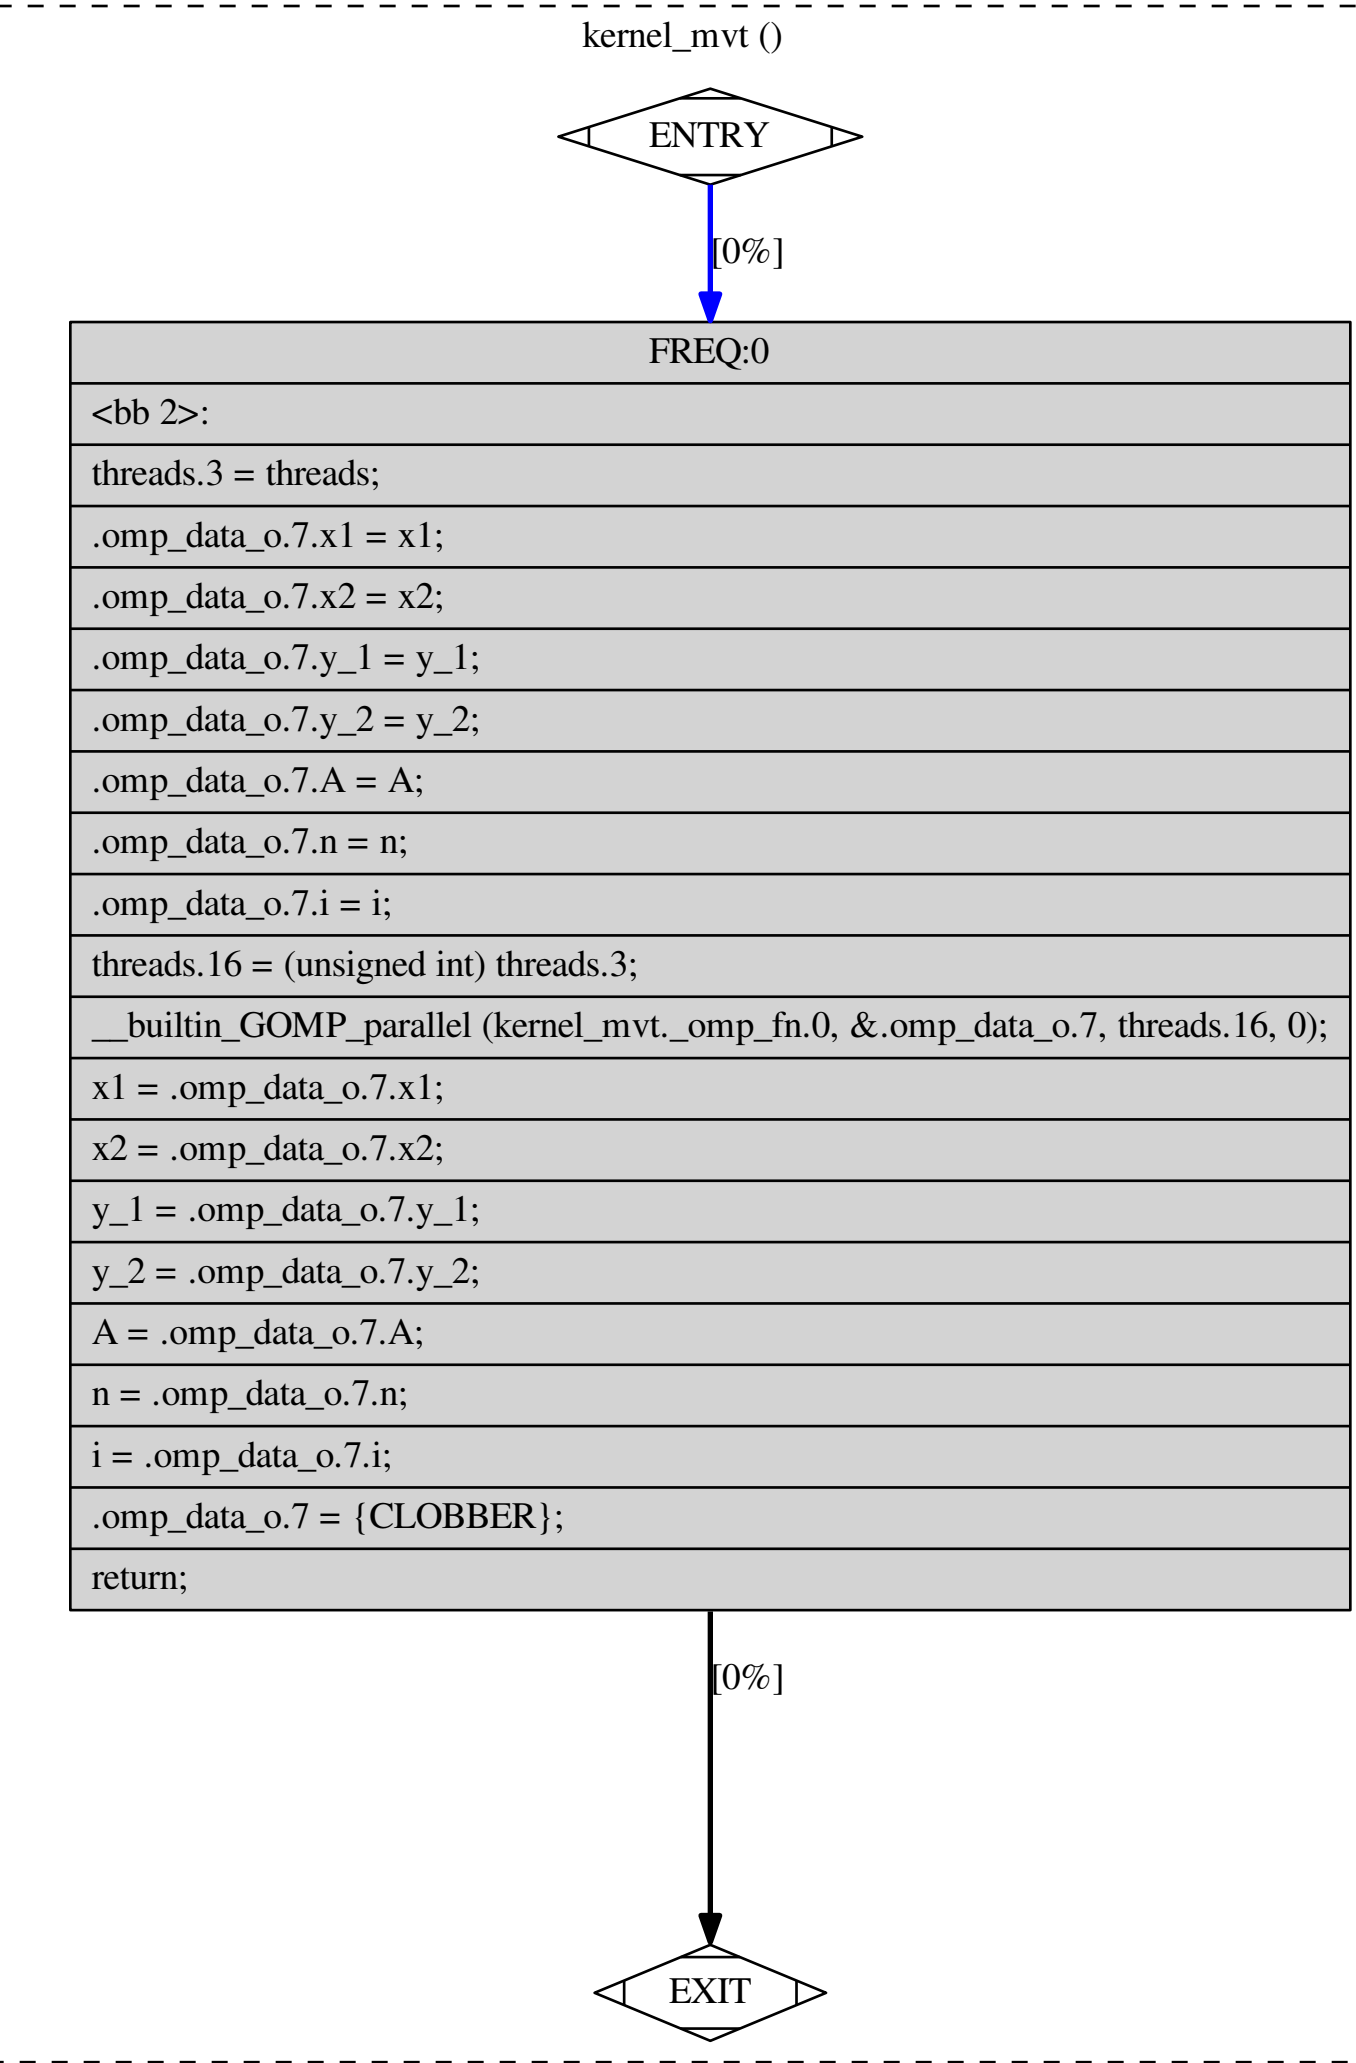 kernel_mvt ()
ENTRY
[0%]
FREQ:0
<bb 2>:
threads.3 = threads;
.omp_data_o.7.x1 = x1;
.omp_data_o.7.x2 = x2;
.omp_data_o.7.y_1 = y_1;
.omp_data_o.7.y_2 = y_2;
.omp_data_o.7.A = A;
.omp_data_o.7.n = n;
.omp_data_o.7.i = i;
threads.16 = (unsigned int) threads.3;
__builtin_GOMP_parallel (kernel_mvt._omp_fn.0, &.omp_data_o.7, threads.16, 0);
x1 = .omp_data_o.7.x1;
x2 = .omp_data_o.7.x2;
y_1 = .omp_data_o.7.y_1;
y_2 = .omp_data_o.7.y_2;
A = .omp_data_o.7.A;
n = .omp_data_o.7.n;
i = .omp_data_o.7.i;
.omp_data_o.7 = {CLOBBER};
return;
[0%]
EXIT